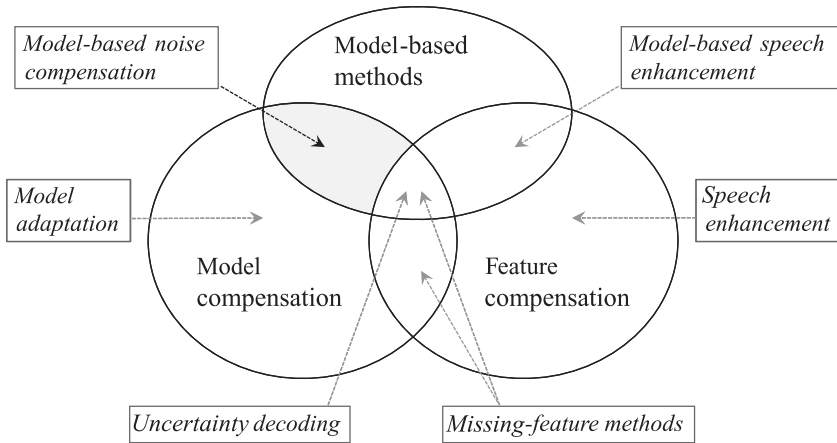 Model-based noise
compensation
Model-based
methods
Model-based speech
enhancement
Model
adaptation
Speech
enhancement
Model
compensation
Feature
compensation
Uncertainty decoding
Missing-feature methods